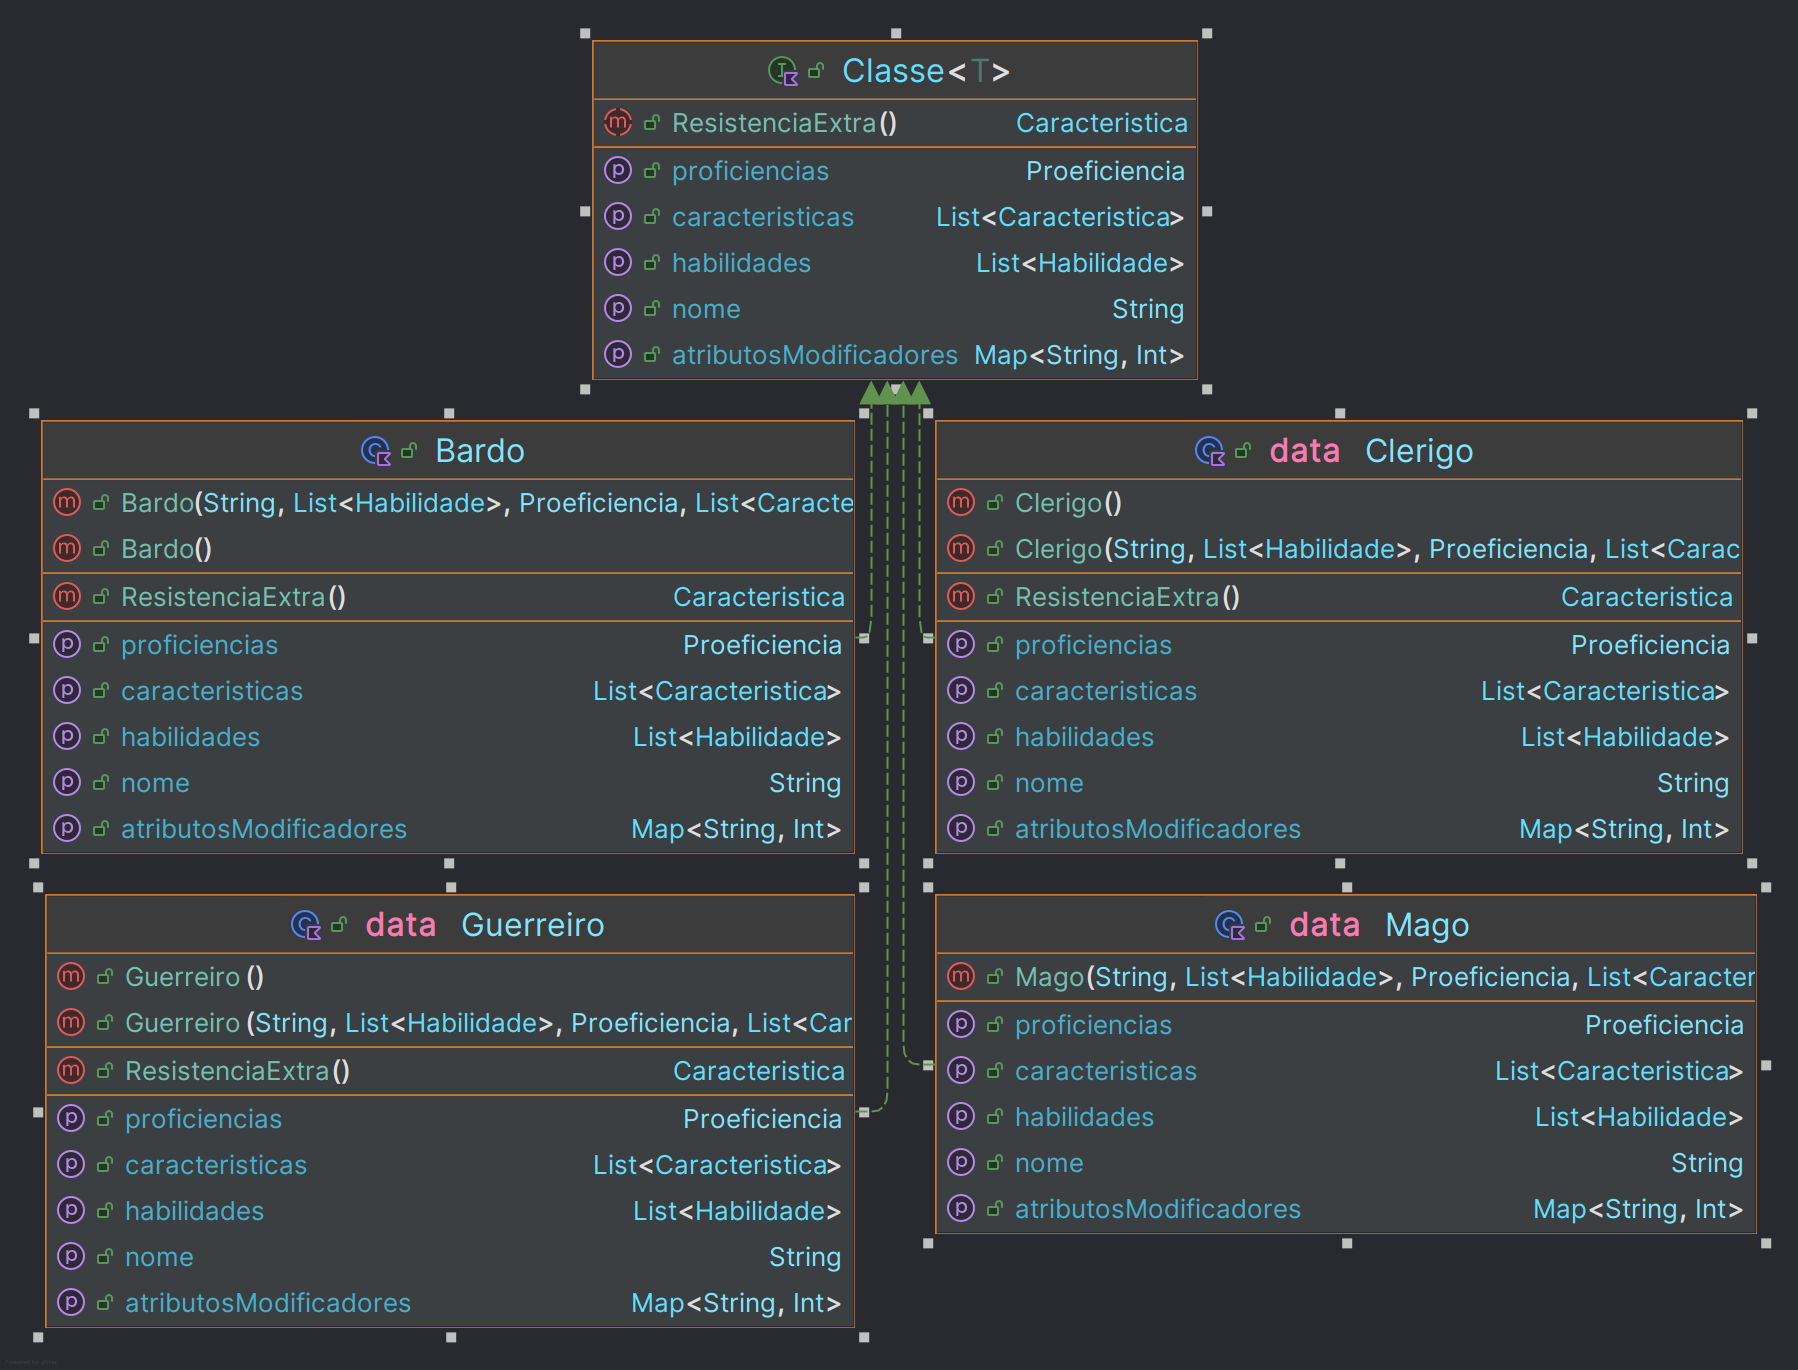 Classe<T>
ResistenciaExtra() Caracteristica
proficiencias Proeficiencia
caracteristicas List<Caracteristica>
habilidades List<Habilidade>
nome String
atributosModificadores Map<String, Int>
Bardo
Bardo(String, List<Habilidade>, Proeficiencia, List<Caracte
Bardo()
ResistenciaExtra() Caracteristica
proficiencias Proeficiencia
caracteristicas List<Caracteristica>
habilidades List<Habilidade>
nome String
atributosModificadores Map<String, Int>
data Clerigo
Clerigo()
Clerigo(String, List<Habilidade>, Proeficiencia, List<Carac
ResistenciaExtra() Caracteristica
proficiencias Proeficiencia
caracteristicas List<Caracteristica>
habilidades List<Habilidade>
nome String
atributosModificadores Map<String, Int>
data Guerreiro
Guerreiro ()
Guerreiro (String, List<Habilidade>, Proeficiencia, List<Car
ResistenciaExtra() Caracteristica
proficiencias Proeficiencia
caracteristicas List<Caracteristica>
habilidades List<Habilidade>
nome String
atributosModificadores Map<String, Int>
data Mago
Mago(String, List<Habilidade>, Proeficiencia, List<Caracter
proficiencias Proeficiencia
caracteristicas List<Caracteristica>
habilidades List<Habilidade>
nome String
atributosModificadores Map<String, Int>